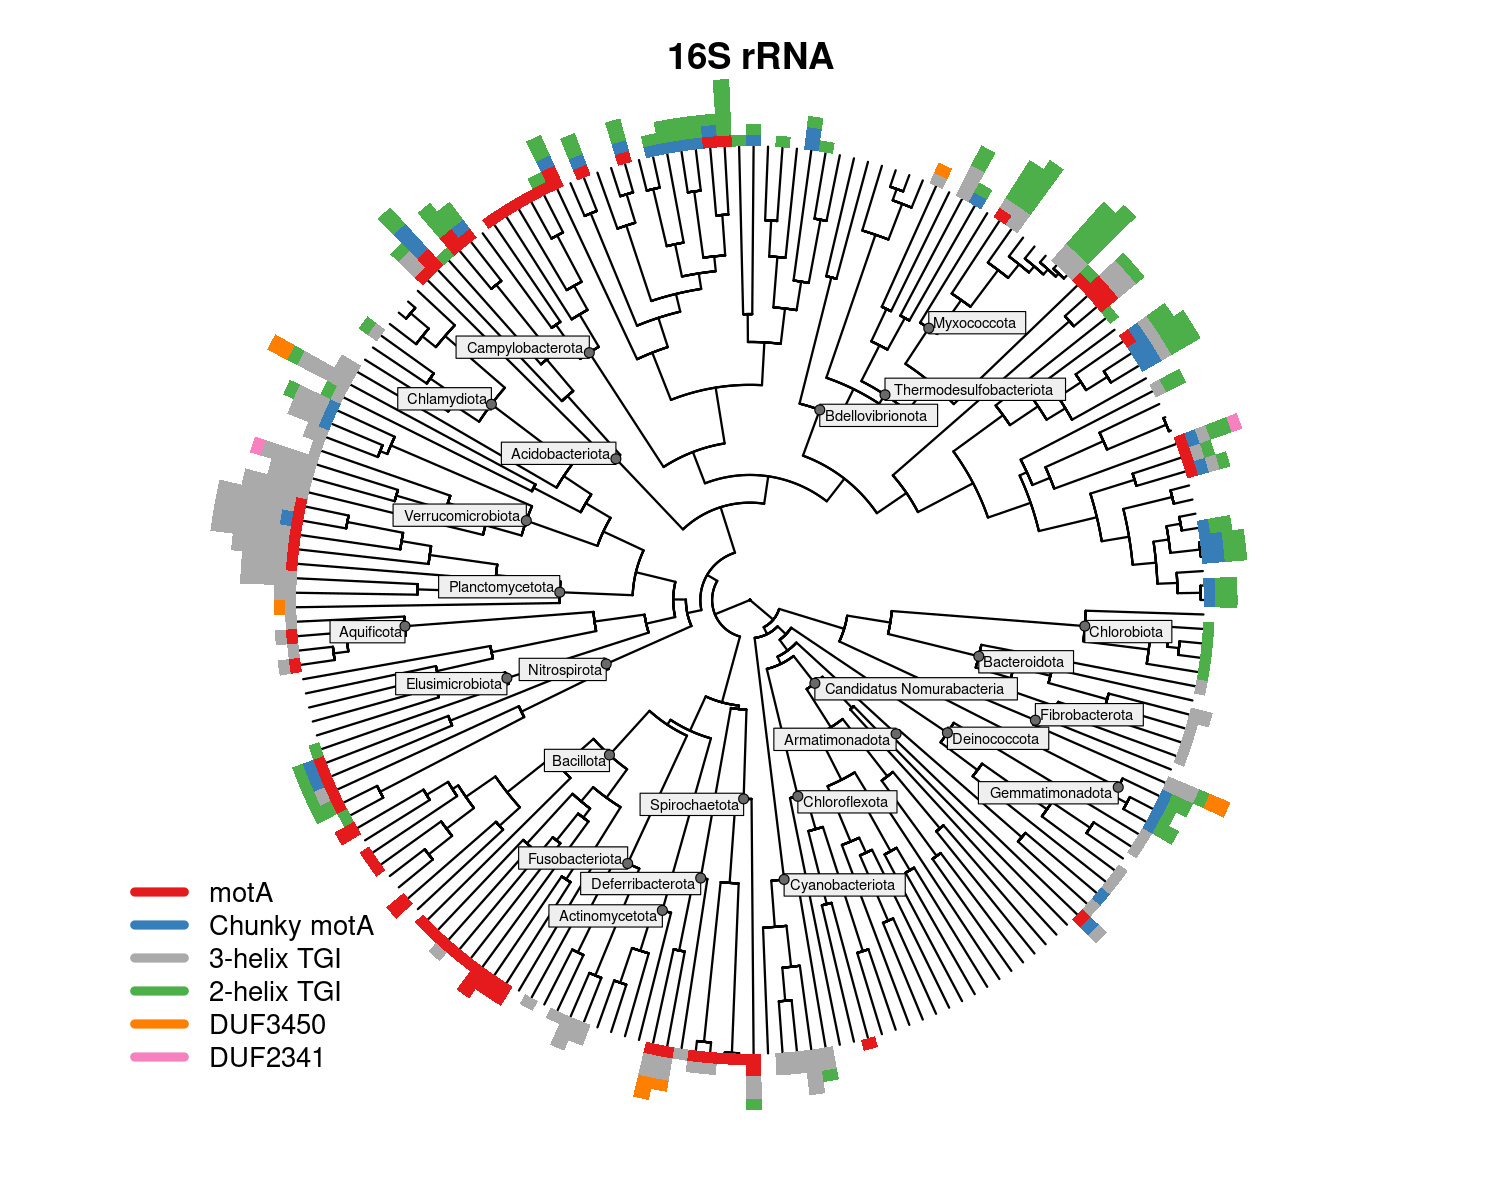 16S rRNA
Myxococcota
Campylobacterota
Thermodesulfobacteriota
Chlamydiota
Bdellovibrionota
Acidobacteriota
Verrucomicrobiota
Planctomycetota
Aquificota
Chlorobiota
Bacteroidota
Nitrospirota
Elusimicrobiota
Candidatus Nomurabacteria
Fibrobacterota
Armatimonadota
Deinococcota
Bacillota
Gemmatimonadota
Spirochaetota
Chloroflexota
Fusobacteriota
Deferribacterota
Cyanobacteriota
Actinomycetota
motA
Chunky motA
3-helix TGI
2-helix TGI
DUF3450
DUF2341